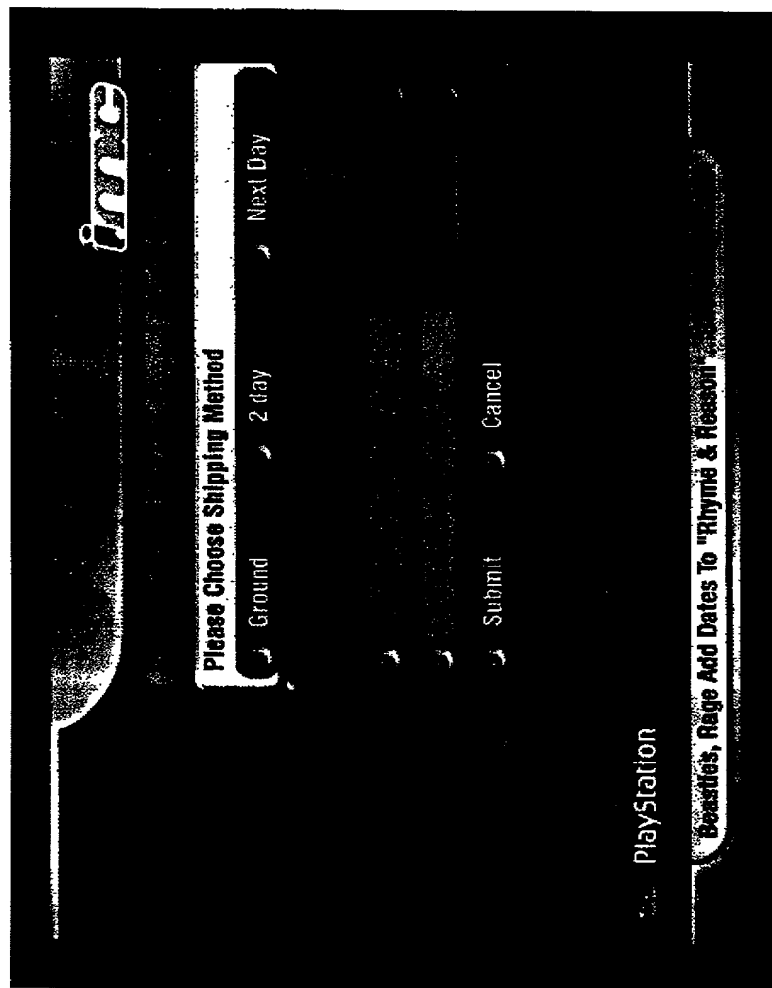 imc
Please Choose Shipping Method
Ground 2 day Next Day
Submit Cancel
PlayStation
Beasties, Rage Add Dates To "Rhyme & Reason"